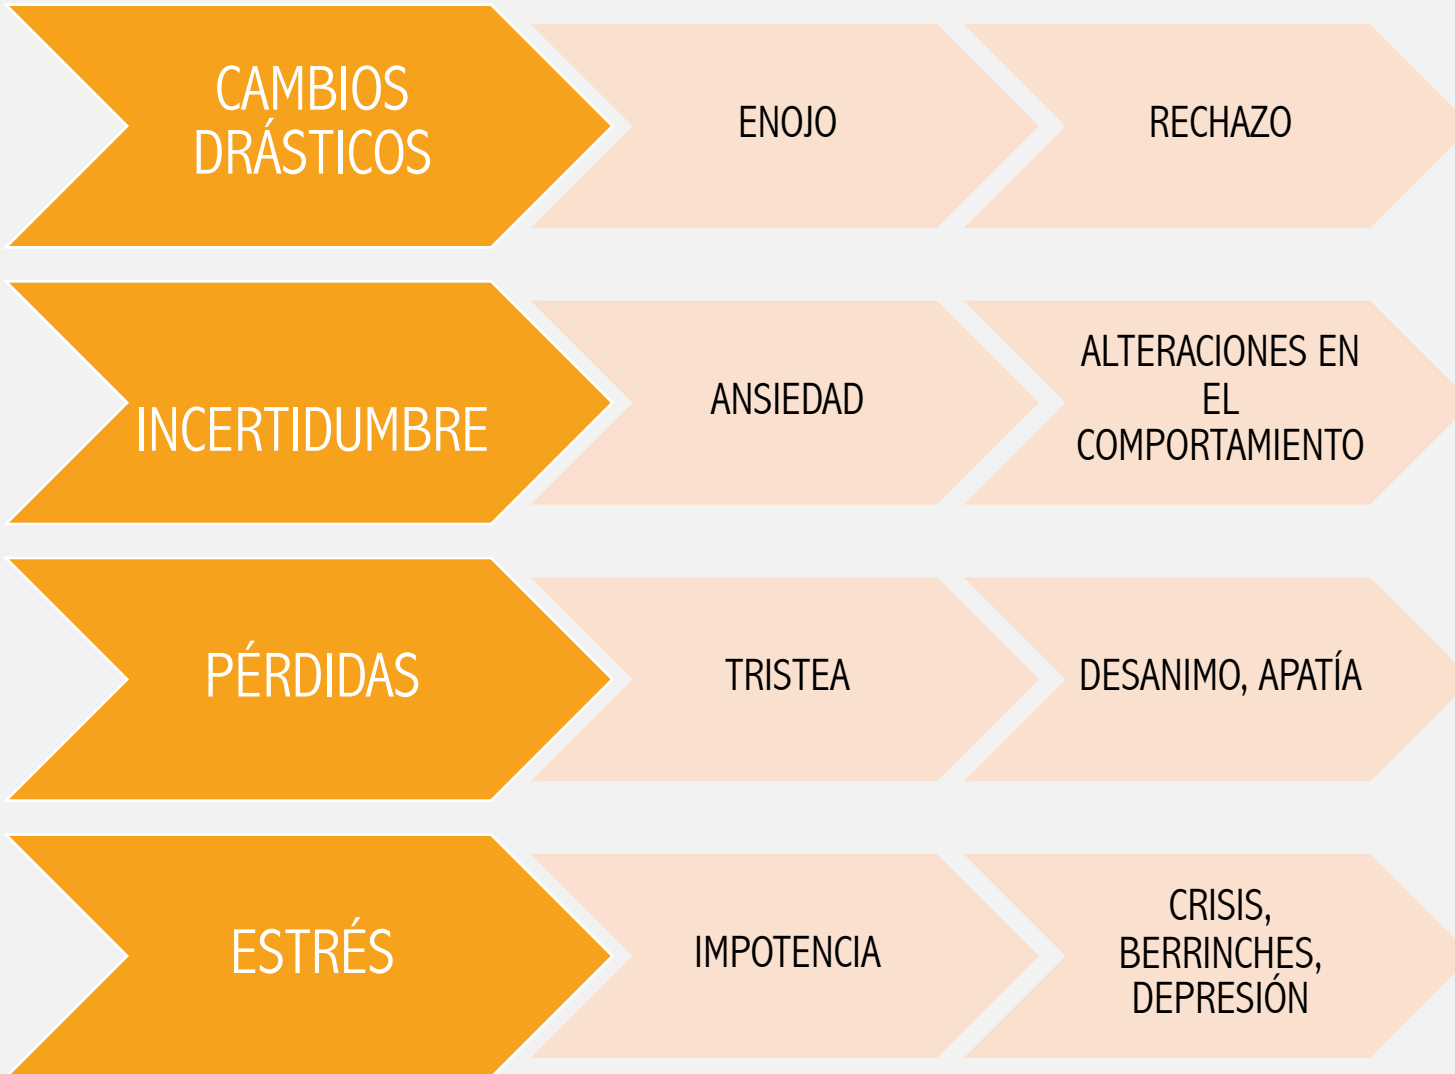 CAMBIOS
DRÁSTICOS
ENOJO
RECHAZO
INCERTIDUMBRE
ANSIEDAD
ALTERACIONES EN
EL
COMPORTAMIENTO
PÉRDIDAS
TRISTEA
DESANIMO, APATÍA
ESTRÉS
IMPOTENCIA
CRISIS,
BERRINCHES,
DEPRESIÓN